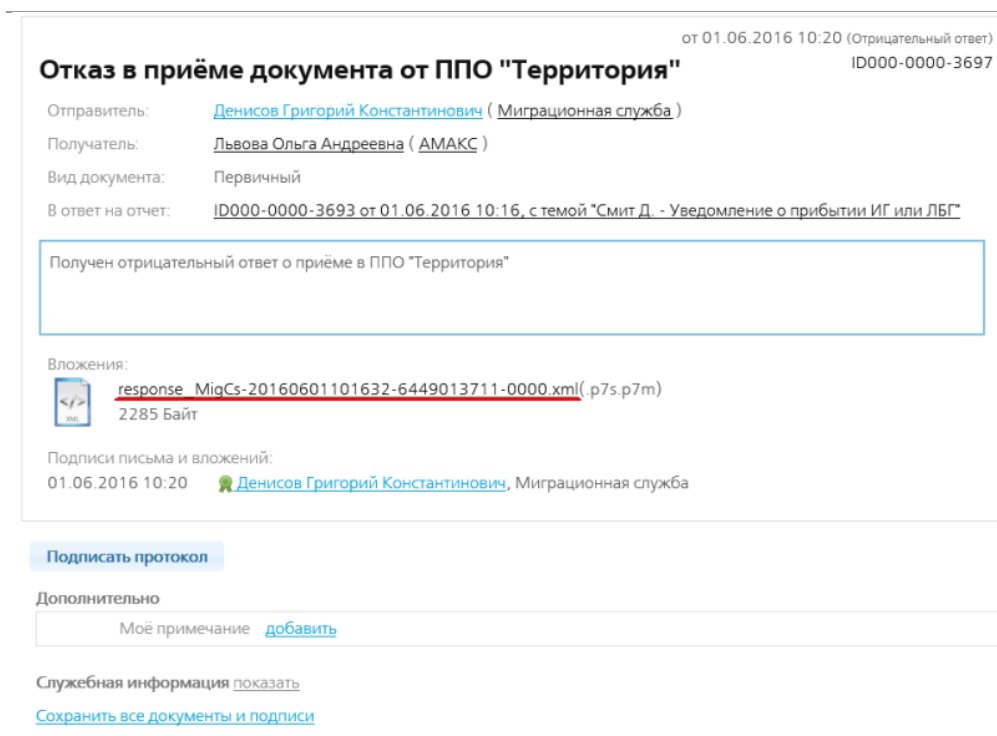 от 01.06.2016 10:20 (Отрицательный ответ)
Отказ в приёме документа от ППО "Территория"
ID000-0000-3697
Отправитель: Денисов Григорий Константинович ( Миграционная служба )
Получатель: Львова Ольга Андреевна ( АМАКС )
Вид документа: Первичный
В ответ на отчет: ID000-0000-3693 от 01.06.2016 10:16, с темой "Смит Д. - Уведомление о прибытии ИГ или ЛБГ"
Получен отрицательный ответ о приёме в ППО "Территория"
Вложения:
response_MigCs-20160601101632-6449013711-0000.xml(.p7s.p7m)
XML
2285 Байт
Подписи письма и вложений:
01.06.2016 10:20 Денисов Григорий Константинович, Миграционная служба
Подписать протокол
Дополнительно
Моё примечание добавить
Служебная информация показать
Сохранить все документы и подписи